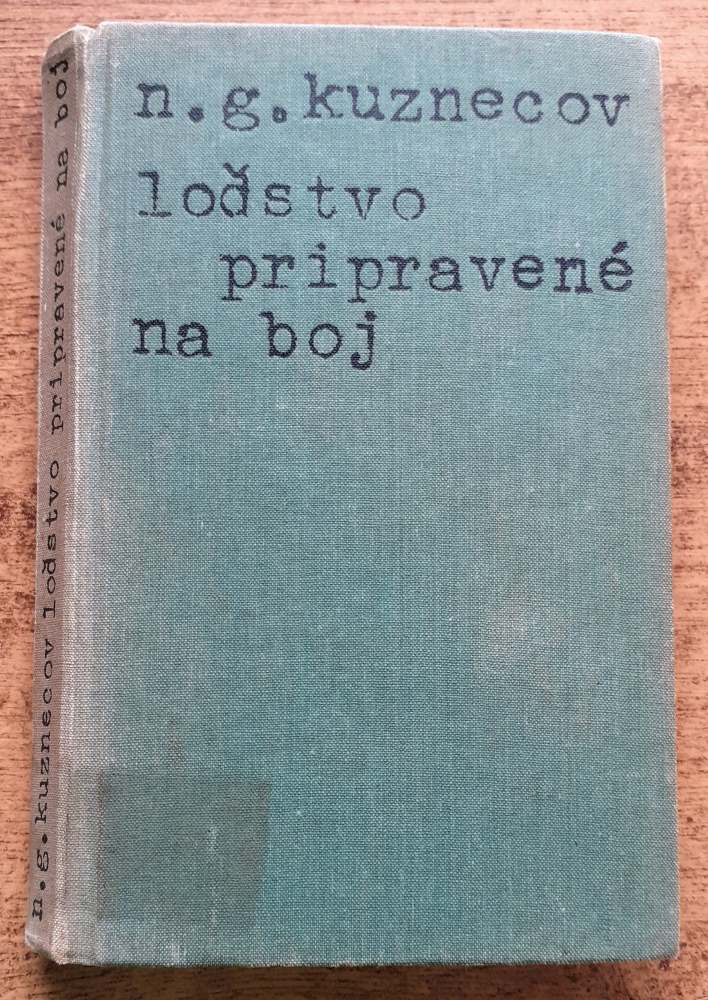 n.g.kuznecov
loďstvo
pripravené
na boj
n.g.kuznecov loďstvo pripravené na boj